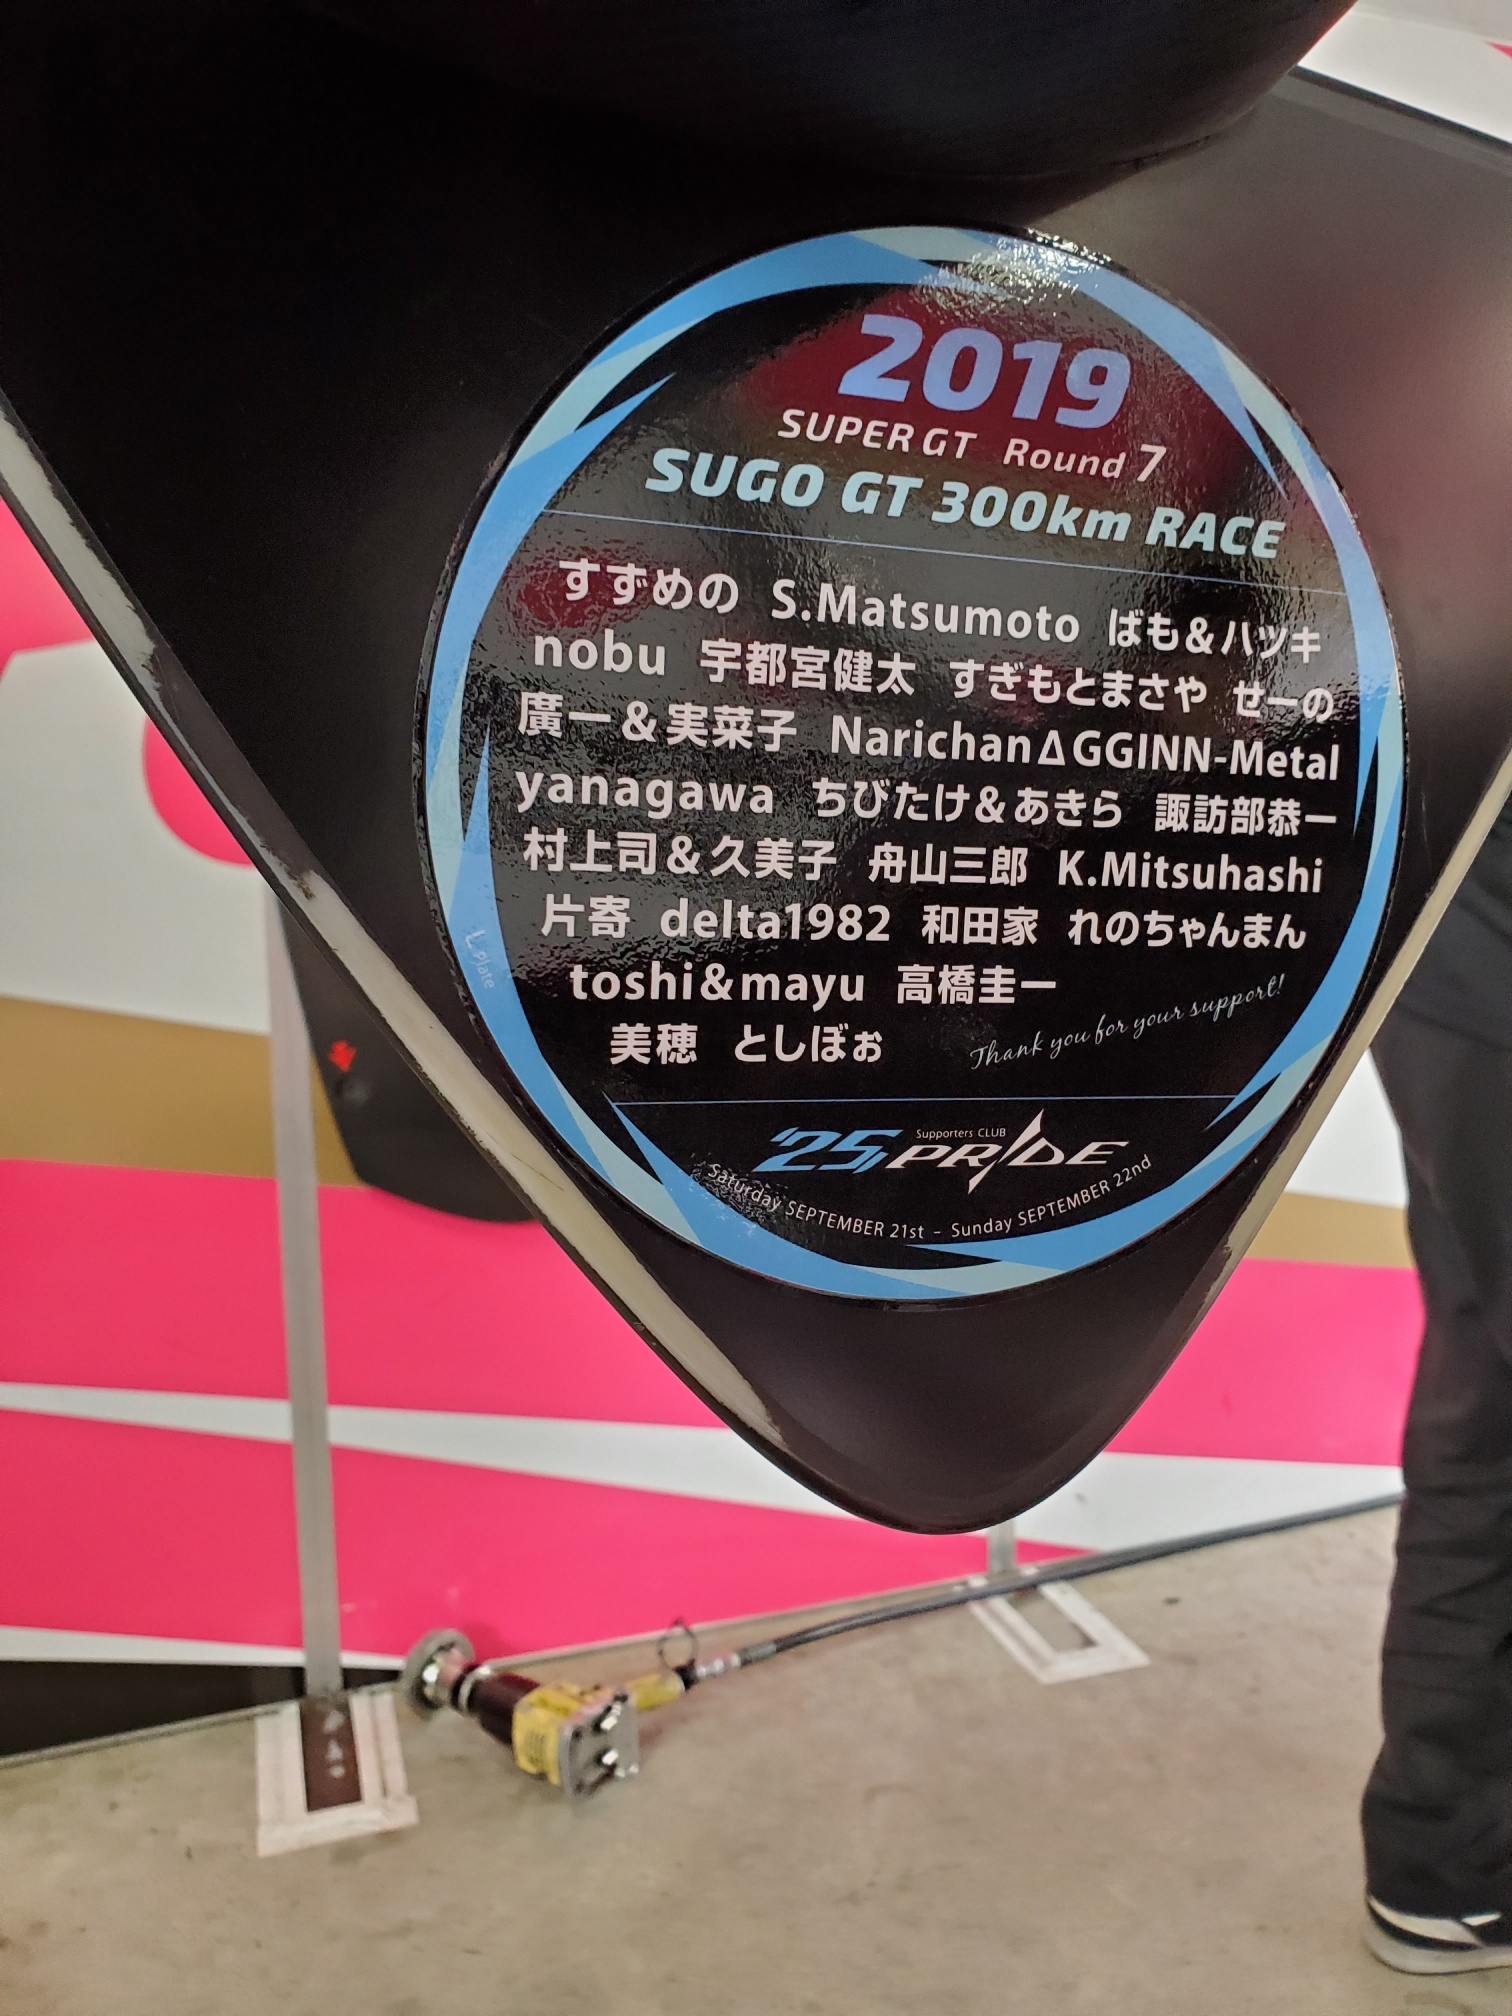 2019
SUPER GT Round 7
SUGO GT 300km RACE
すずめの S.Matsumoto ばも&ハツキ
nobu 宇都宮健太 すぎもとまさや せーの
廣一&実菜子 NarichanΔGGINN-Metal
yanagawa ちびたけ&あきら 諏訪部恭一
村上司&久美子 舟山三郎 K.Mitsuhashi
片寄 delta1982 和田家 れのちゃんまん
toshi&mayu 高橋圭一
美穂 としぼぉ
Thank you for your support!
L Plate
'25, Supporters CLUB PRIDE
Saturday SEPTEMBER 21st – Sunday SEPTEMBER 22nd